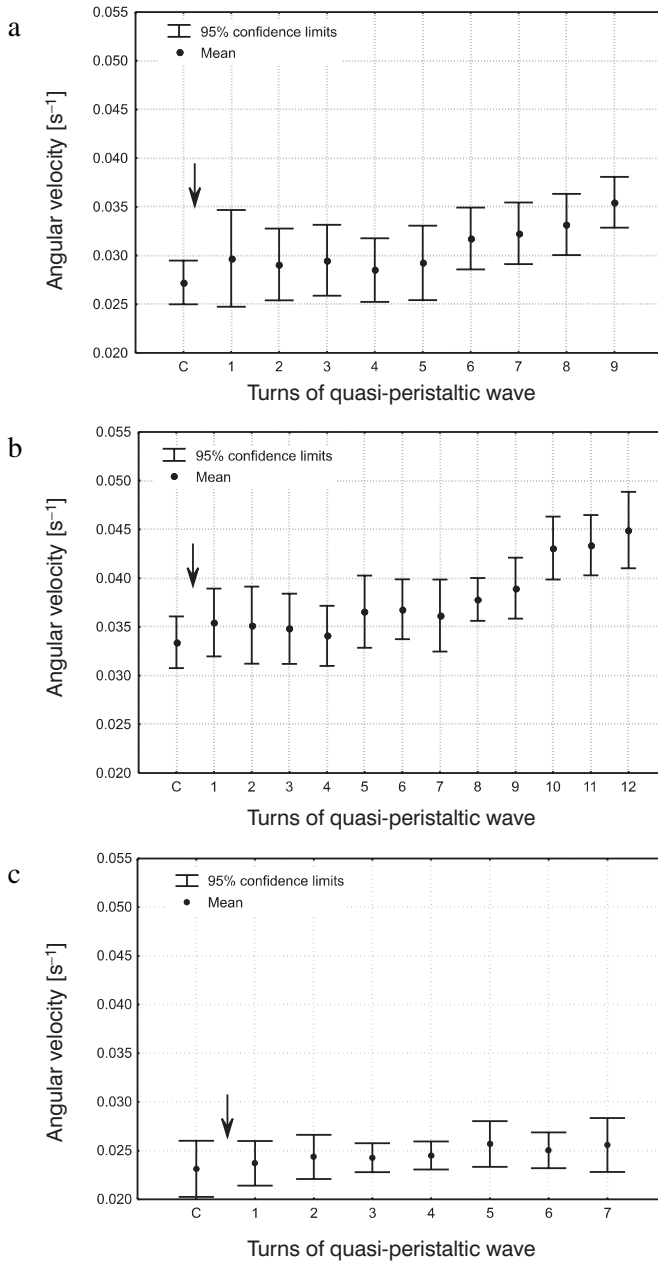 a
0.055
95% confidence limits
Mean
0.050
0.045
0.040
0.035
0.030
0.025
0.020
Angular velocity [s⁻¹]
C 1 2 3 4 5 6 7 8 9
Turns of quasi-peristaltic wave
b
0.055
95% confidence limits
Mean
0.050
0.045
0.040
0.035
0.030
0.025
0.020
Angular velocity [s⁻¹]
C 1 2 3 4 5 6 7 8 9 10 11 12
Turns of quasi-peristaltic wave
c
0.055
95% confidence limits
Mean
0.050
0.045
0.040
0.035
0.030
0.025
0.020
Angular velocity [s⁻¹]
C 1 2 3 4 5 6 7
Turns of quasi-peristaltic wave